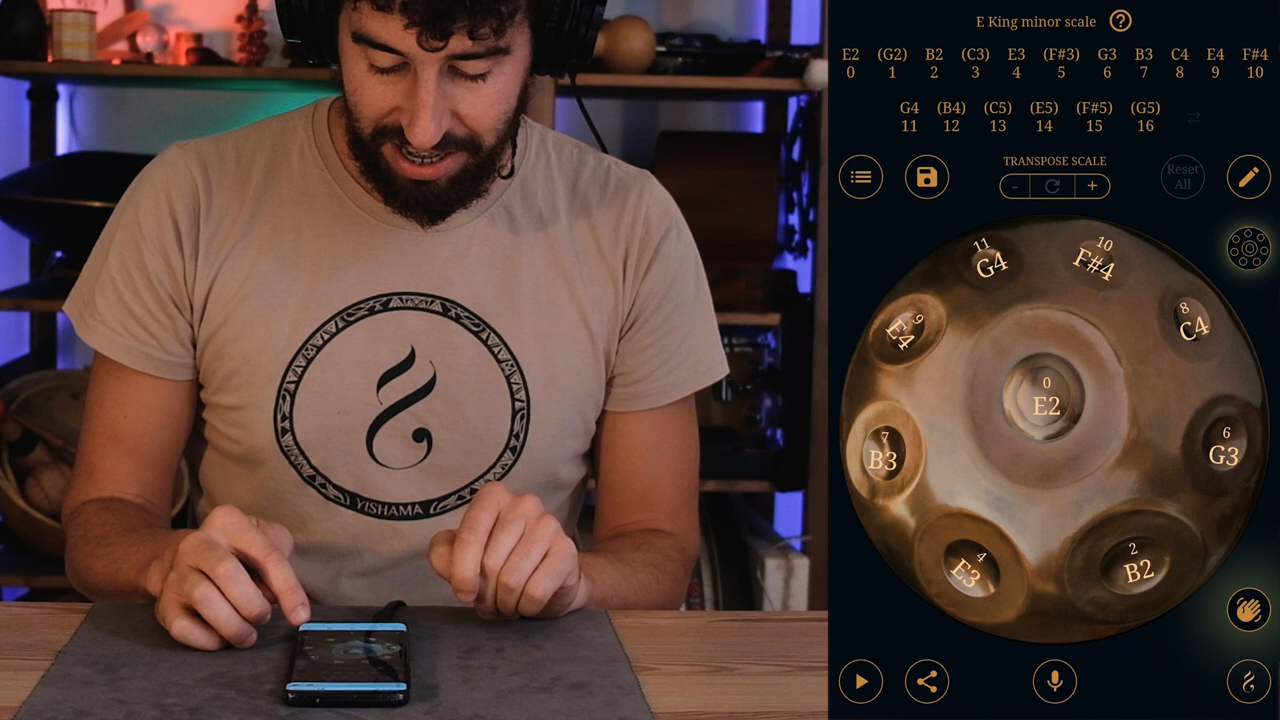 E King minor scale ?
E2 (G2) B2 (C3) E3 (F#3) G3 B3 C4 E4 F#4
0 1 2 3 4 5 6 7 8 9 10
G4 (B4) (C5) (E5) (F#5) (G5)
11 12 13 14 15 16
TRANSPOSE SCALE
- +
Reset
All
11
G4
10
F#4
9
E4
8
C4
0
E2
7
B3
6
G3
4
E3
2
B2
YISHAMA